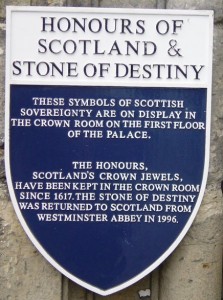 HONOURS OF
SCOTLAND &
STONE OF DESTINY
THESE SYMBOLS OF SCOTTISH
SOVEREIGNTY ARE ON DISPLAY IN
THE CROWN ROOM ON THE FIRST FLOOR
OF THE PALACE.
THE HONOURS,
SCOTLAND'S CROWN JEWELS,
HAVE BEEN KEPT IN THE CROWN ROOM
SINCE 1617. THE STONE OF DESTINY
WAS RETURNED TO SCOTLAND FROM
WESTMINSTER ABBEY IN 1996.